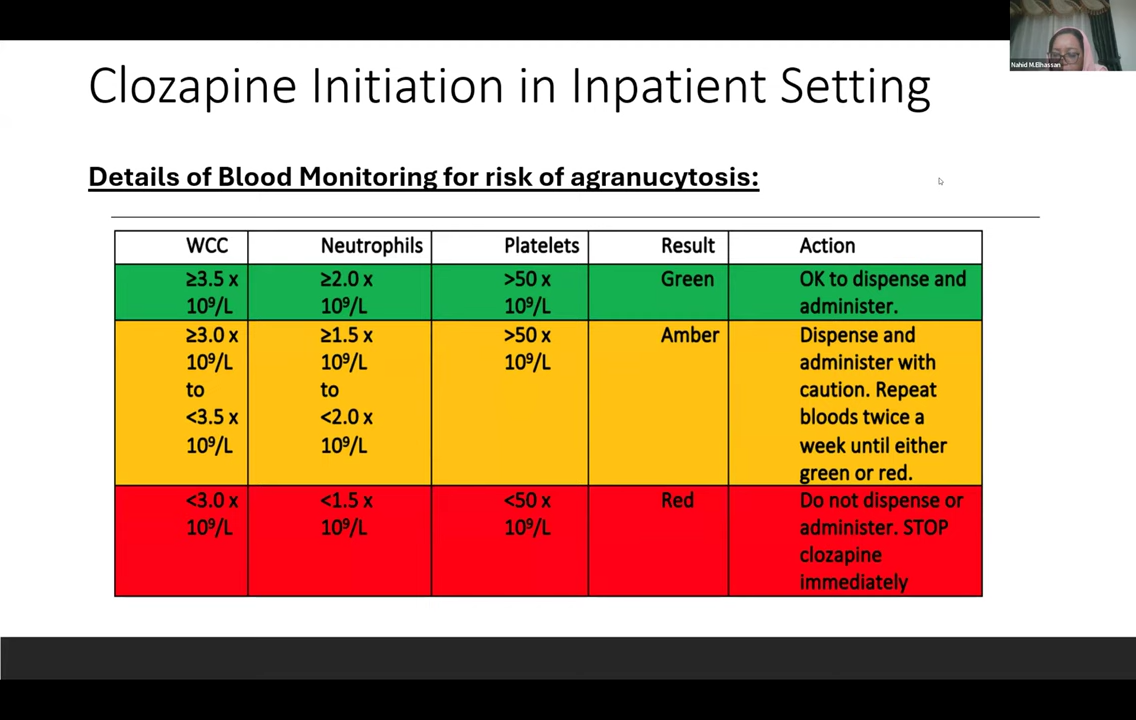 Nahid M.Elhassan
Clozapine Initiation in Inpatient Setting
Details of Blood Monitoring for risk of agranucytosis:
WCC Neutrophils Platelets Result Action
≥3.5 x ≥2.0 x >50 x Green OK to dispense and
10⁹/L 10⁹/L 10⁹/L administer.
≥3.0 x ≥1.5 x >50 x Amber Dispense and
10⁹/L 10⁹/L 10⁹/L administer with
to to caution. Repeat
<3.5 x <2.0 x bloods twice a
10⁹/L 10⁹/L week until either
green or red.
<3.0 x <1.5 x <50 x Red Do not dispense or
10⁹/L 10⁹/L 10⁹/L administer. STOP
clozapine
immediately